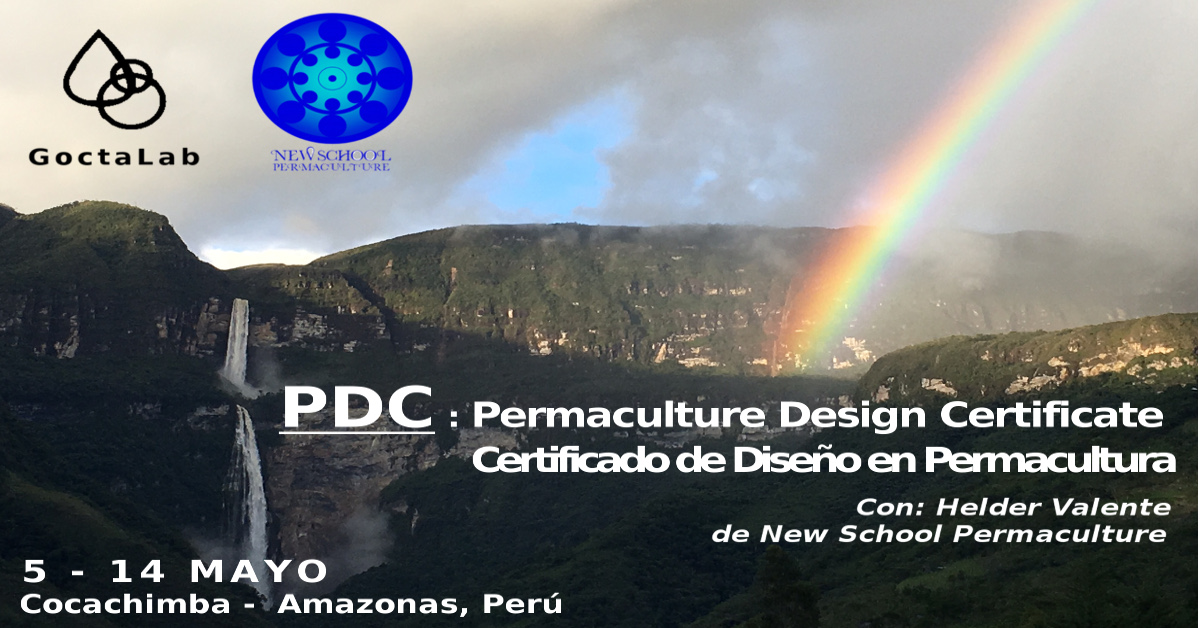 GoctaLab
NEW SCHOOL
PERMACULTURE
PDC : Permaculture Design Certificate
Certificado de Diseño en Permacultura
Con: Helder Valente
de New School Permaculture
5 - 14 MAYO
Cocachimba - Amazonas, Perú